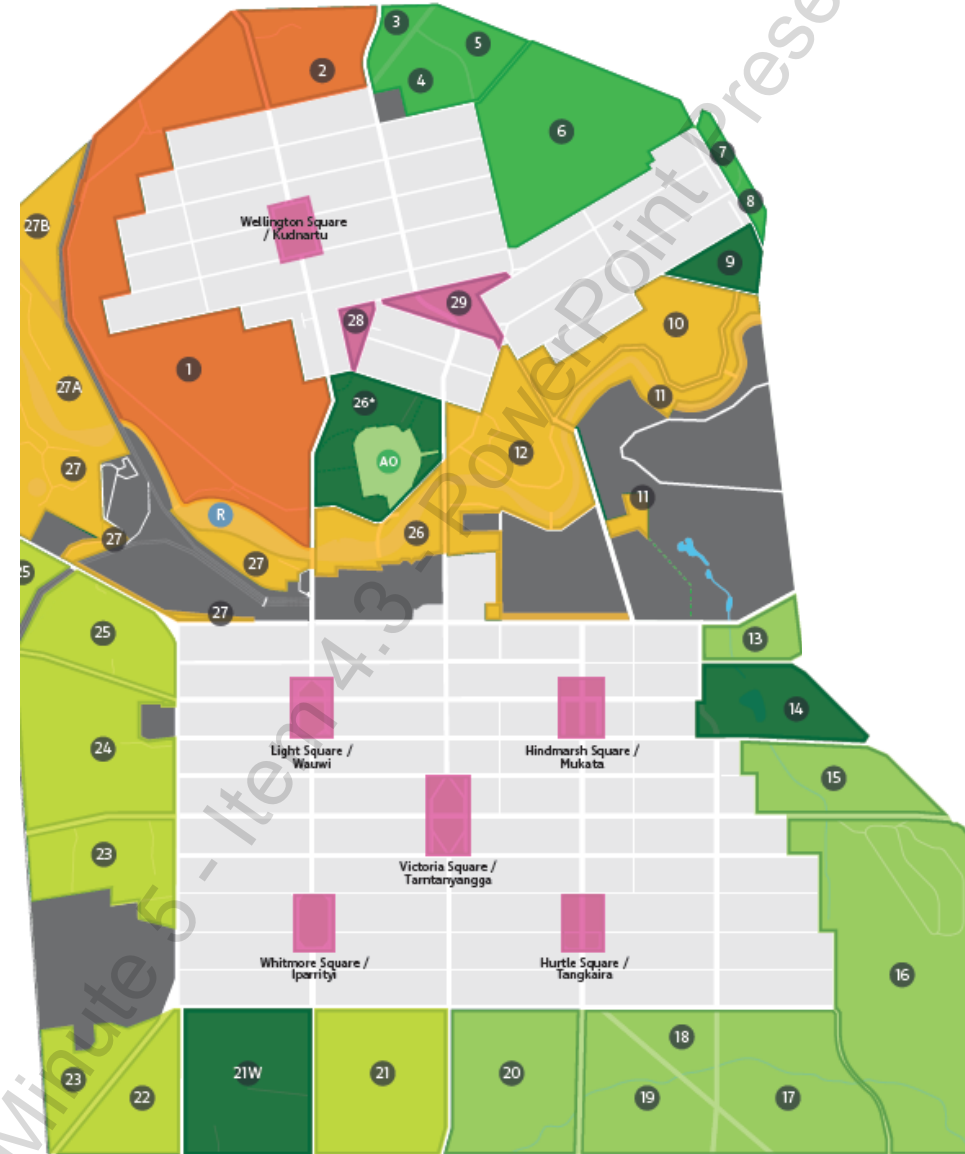 3
5
2
4
6
7
8
27B
Wellington Square
/ Kudnartu
9
29
28
10
1
27A
26*
11
12
AO
27
11
R
26
27
27
25
27
25
13
14
24
Light Square /
Wauwi
Hindmarsh Square /
Mukata
15
23
Victoria Square /
Tarntanyangga
Whitmore Square /
Iparrityi
Hurtle Square /
Tangkaira
16
18
23
21W
21
20
22
19
17
Minute 5 - Item 4.3 - PowerPoint Prese